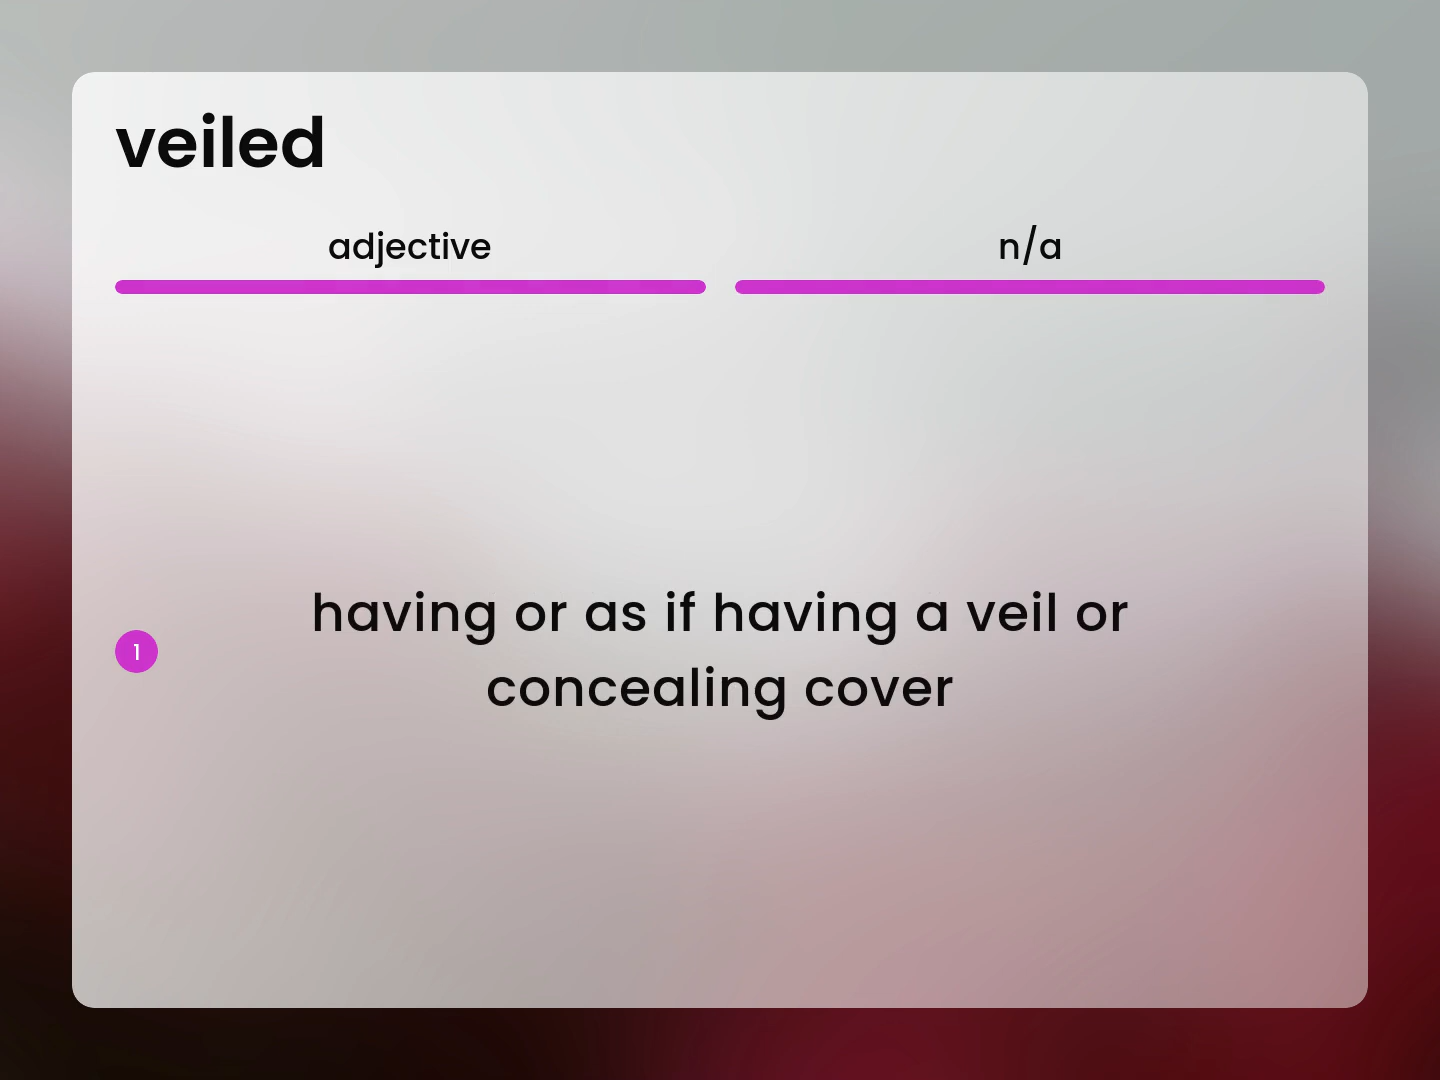 veiled
adjective
n/a
1
having or as if having a veil or
concealing cover